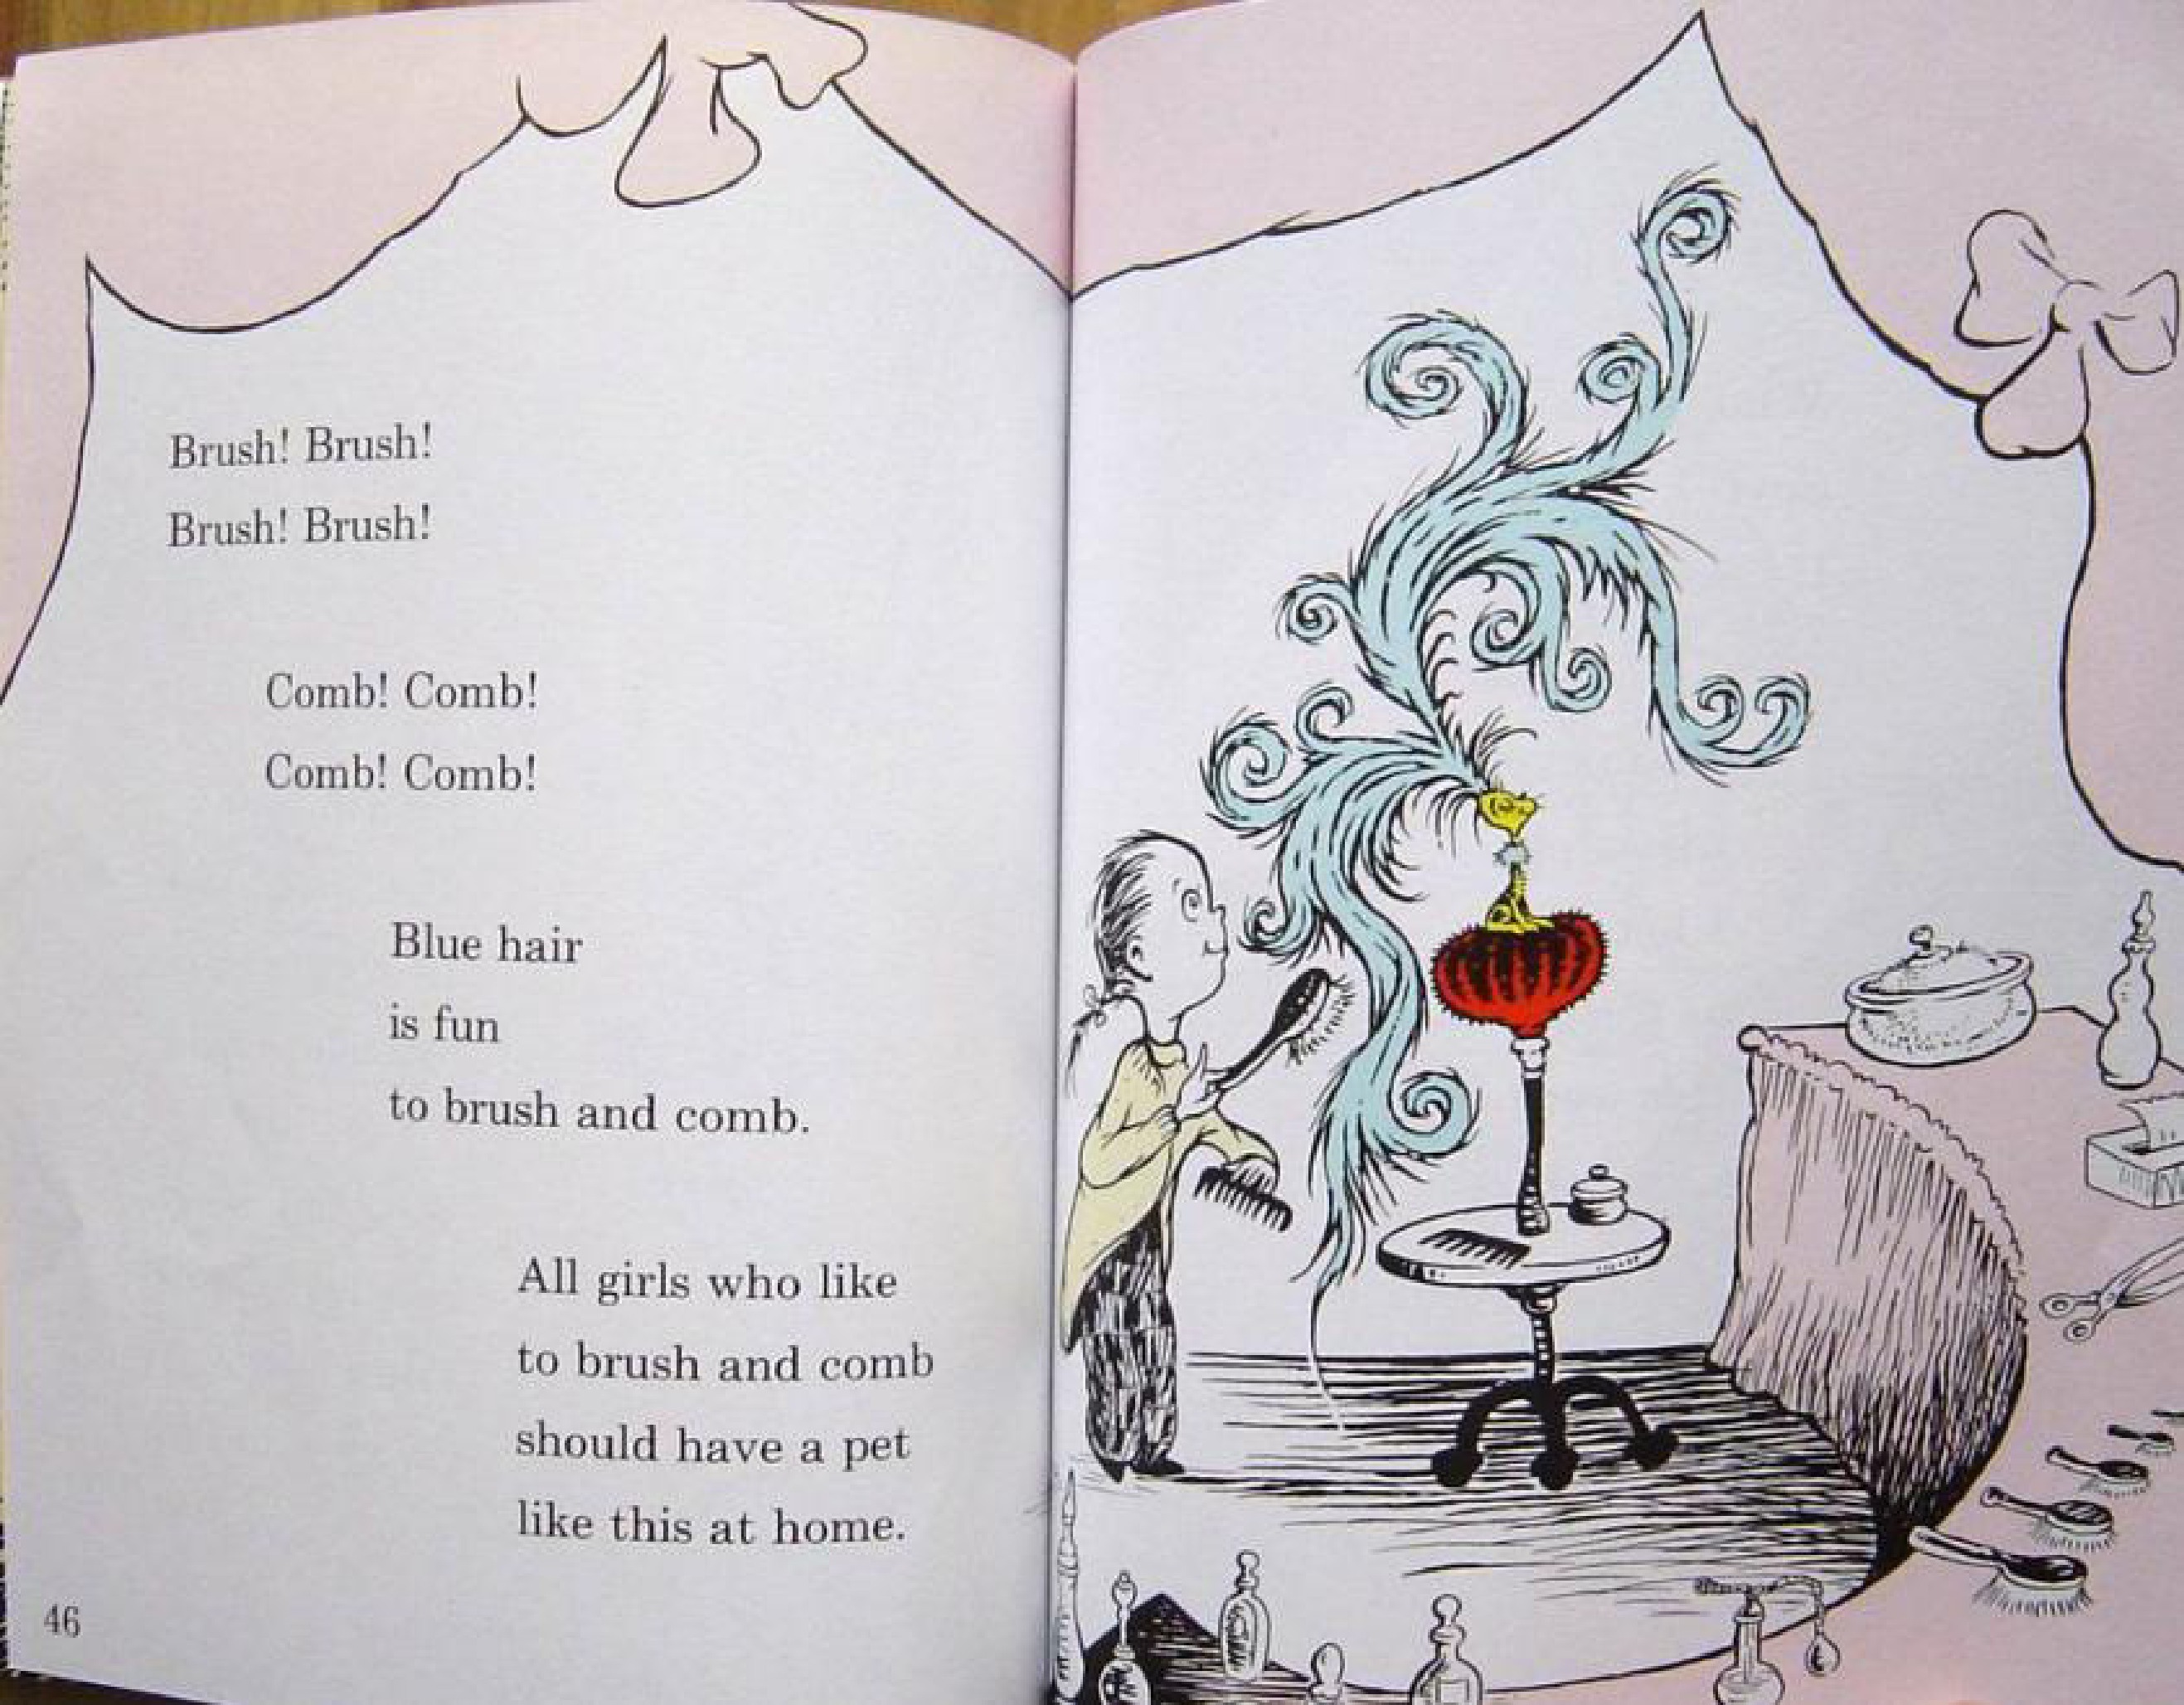 Brush! Brush!
Brush! Brush!
Comb! Comb!
Comb! Comb!
Blue hair
is fun
to brush and comb.
All girls who like
to brush and comb
should have a pet
like this at home.
46